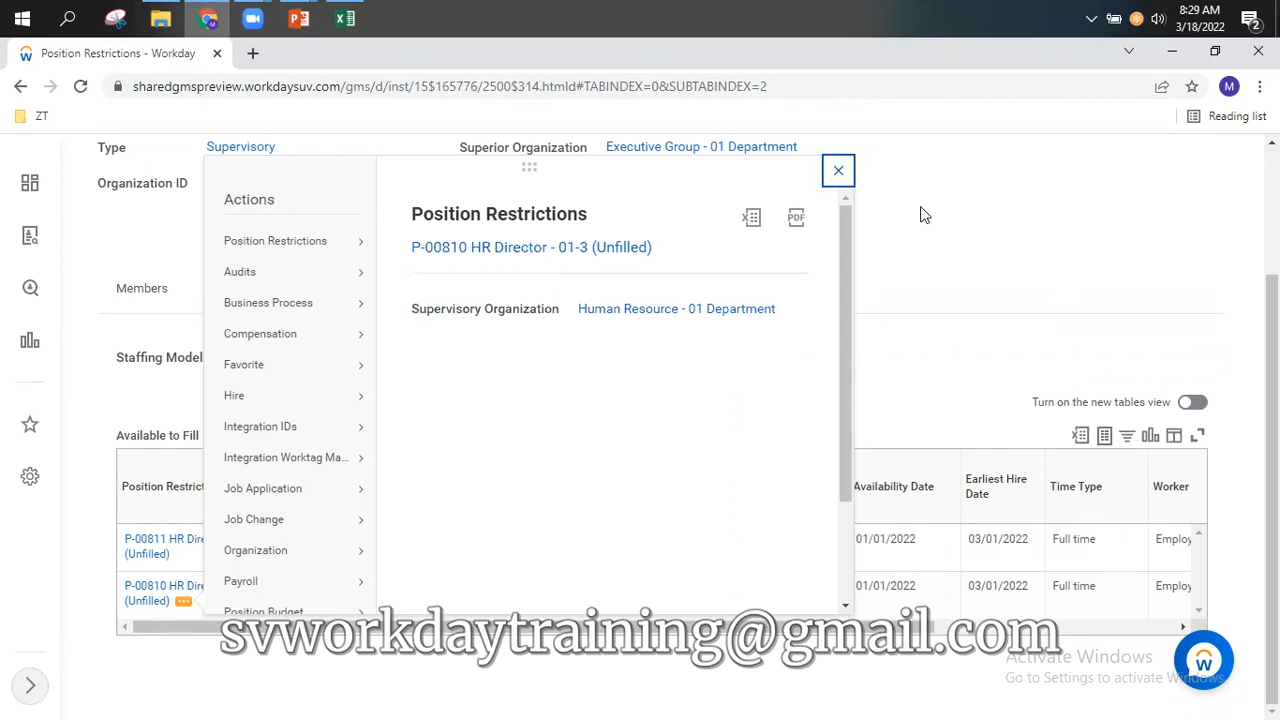 8:29 AM
3/18/2022
2
Position Restrictions - Workday
sharedgmspreview.workdaysuv.com/gms/d/inst/15$165776/2500$314.htmld#TABINDEX=0&SUBTABINDEX=2
M
ZT
Reading list
Type
Supervisory
Superior Organization
Executive Group - 01 Department
Organization ID
Members
Staffing Model
Actions
Position Restrictions
Audits
Business Process
Compensation
Favorite
Hire
Integration IDs
Integration Worktag Ma...
Job Application
Job Change
Organization
Payroll
Position Budget
Position Restrictions
PDF
P-00810 HR Director - 01-3 (Unfilled)
Supervisory Organization
Human Resource - 01 Department
Turn on the new tables view
Available to Fill
Position Restrict
Availability Date
Earliest Hire
Date
Time Type
Worker
P-00811 HR Dire
(Unfilled)
01/01/2022
03/01/2022
Full time
Employ
P-00810 HR Dire
(Unfilled)
01/01/2022
03/01/2022
Full time
Employ
svworkdaytraining@gmail.com
Activate Windows
Go to Settings to activate Windows.